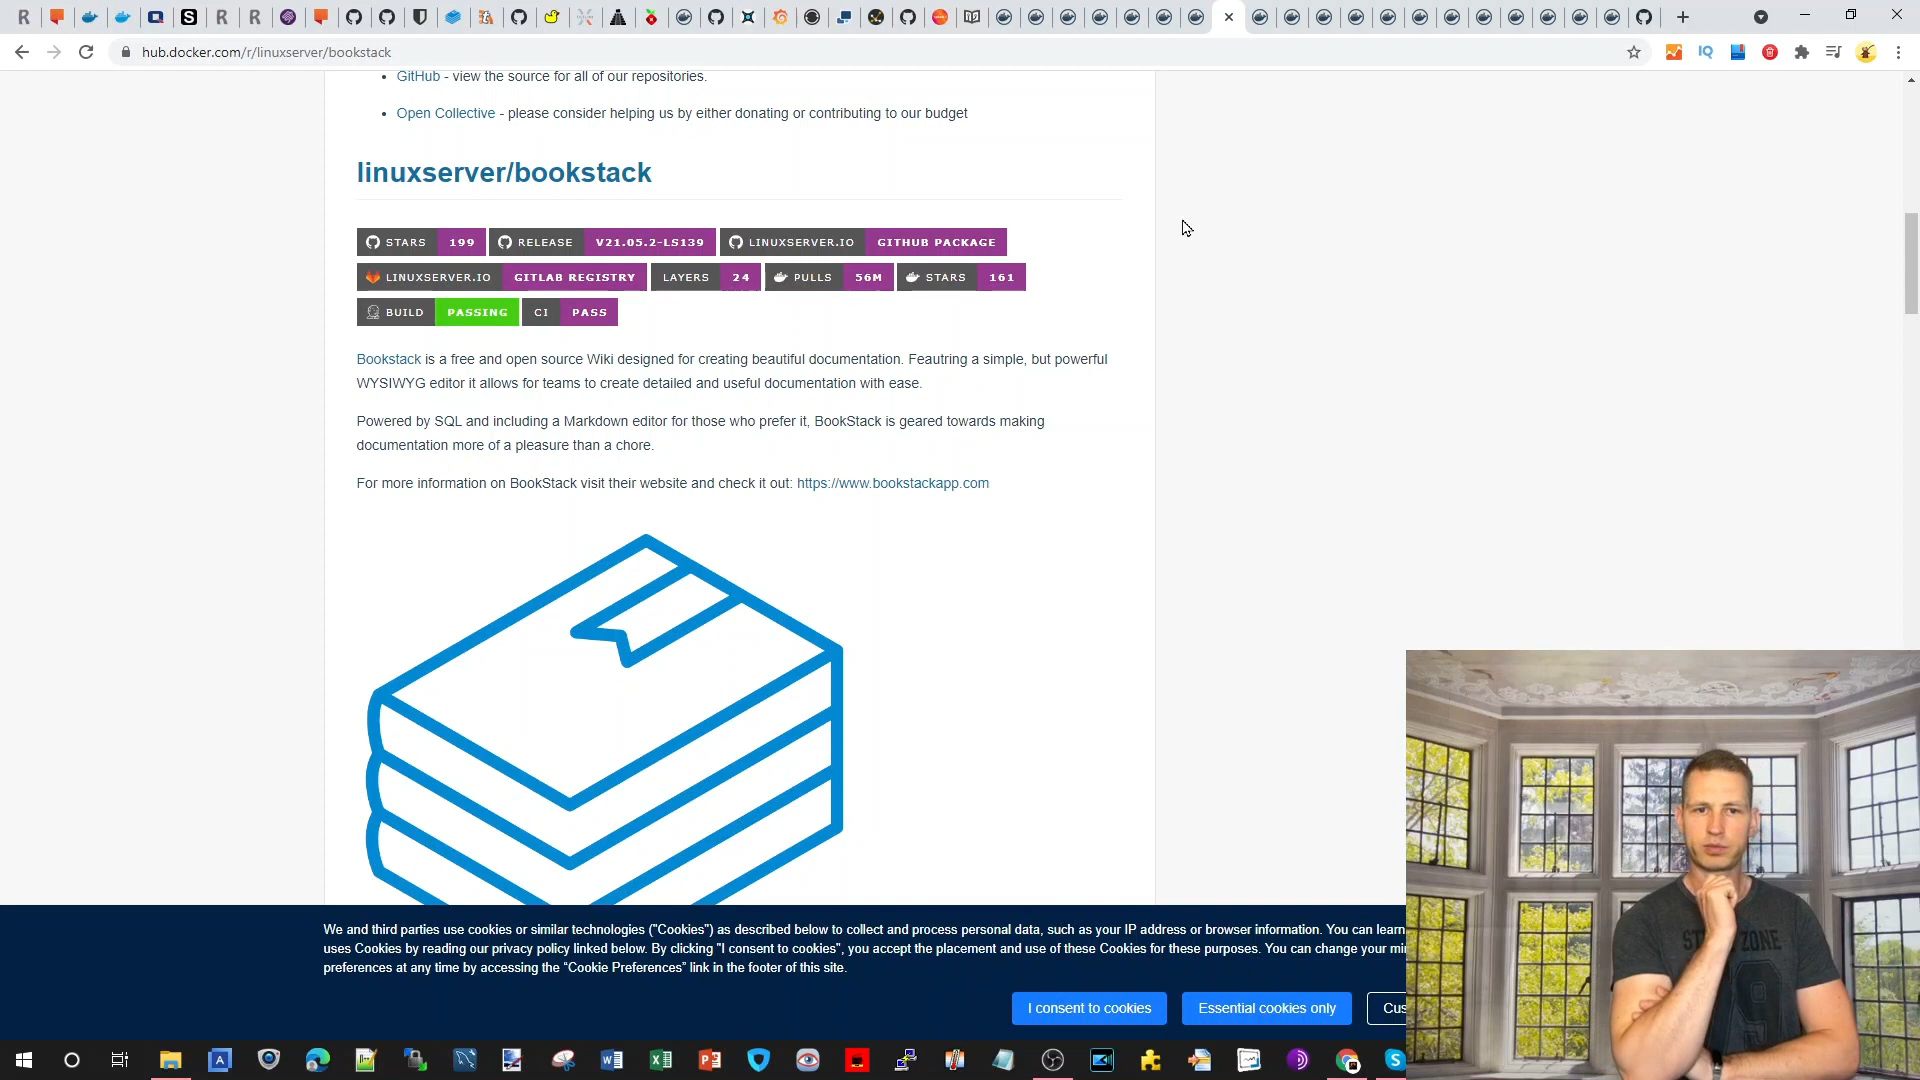 hub.docker.com/r/linuxserver/bookstack
GitHub - view the source for all of our repositories.
Open Collective - please consider helping us by either donating or contributing to our budget
linuxserver/bookstack
STARS 199 RELEASE V21.05.2-LS139 LINUXSERVER.IO GITHUB PACKAGE
LINUXSERVER.IO GITLAB REGISTRY LAYERS 24 PULLS 56M STARS 161
BUILD PASSING CI PASS
Bookstack is a free and open source Wiki designed for creating beautiful documentation. Feautring a simple, but powerful
WYSIWYG editor it allows for teams to create detailed and useful documentation with ease.
Powered by SQL and including a Markdown editor for those who prefer it, BookStack is geared towards making
documentation more of a pleasure than a chore.
For more information on BookStack visit their website and check it out: https://www.bookstackapp.com
We and third parties use cookies or similar technologies ("Cookies") as described below to collect and process personal data, such as your IP address or browser information. You can learn
uses Cookies by reading our privacy policy linked below. By clicking "I consent to cookies", you accept the placement and use of these Cookies for these purposes. You can change your mi
preferences at any time by accessing the “Cookie Preferences” link in the footer of this site.
I consent to cookies
Essential cookies only
Cus